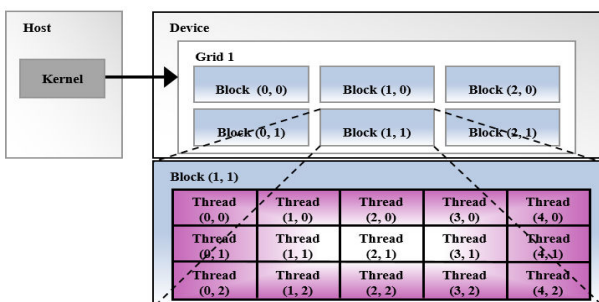 Host
Device
Kernel
Grid 1
Block (0, 0)
Block (1, 0)
Block (2, 0)
Block (0, 1)
Block (1, 1)
Block (2, 1)
Block (1, 1)
Thread
(0, 0)
Thread
(1, 0)
Thread
(2, 0)
Thread
(3, 0)
Thread
(4, 0)
Thread
(0, 1)
Thread
(1, 1)
Thread
(2, 1)
Thread
(3, 1)
Thread
(4, 1)
Thread
(0, 2)
Thread
(1, 2)
Thread
(2, 2)
Thread
(3, 2)
Thread
(4, 2)